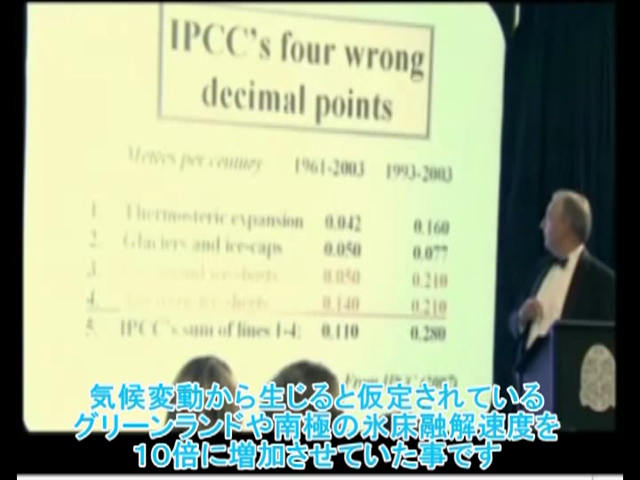 IPCC's four wrong
decimal points
Metres per century 1961-2003 1993-2003
1. Thermosteric expansion 0.042 0.160
2. Glaciers and ice-caps 0.050 0.077
3. 0.050 0.210
4. 0.140 0.210
5. IPCC's sum of lines 1-4: 0.110 0.280
From IPCC (2007)
気候変動から生じると仮定されている
グリーンランドや南極の氷床融解速度を
10倍に増加させていた事です